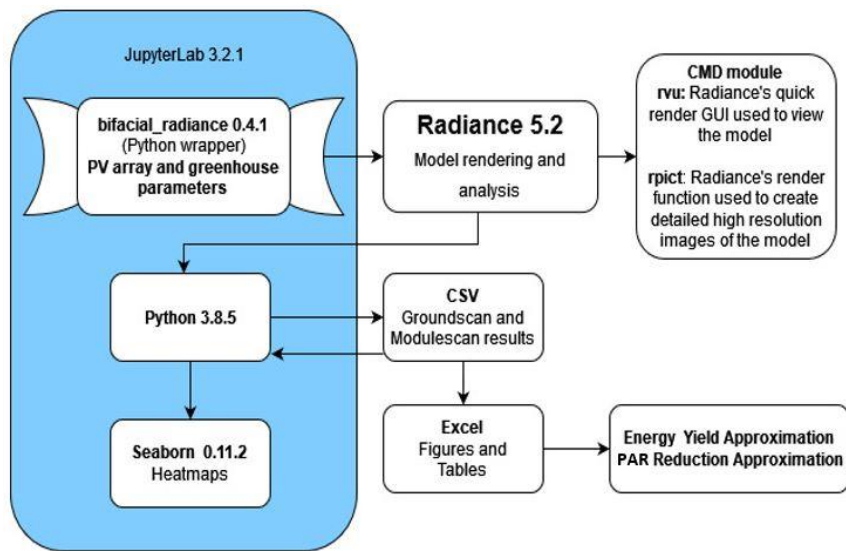 JupyterLab 3.2.1
bifacial_radiance 0.4.1
(Python wrapper)
PV array and greenhouse
parameters
Radiance 5.2
Model rendering and
analysis
CMD module
rvu: Radiance's quick
render GUI used to view
the model
rpict: Radiance's render
function used to create
detailed high resolution
images of the model
Python 3.8.5
CSV
Groundscan and
Modulescan results
Seaborn 0.11.2
Heatmaps
Excel
Figures and
Tables
Energy Yield Approximation
PAR Reduction Approximation